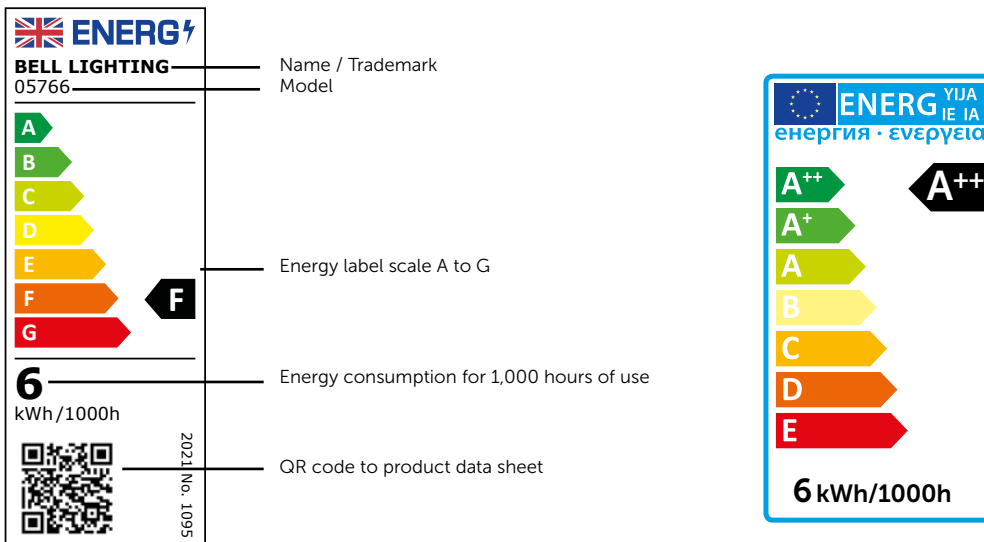 ENERG
BELL LIGHTING
05766
Name / Trademark
Model
A
B
C
D
E
F
G
F
Energy label scale A to G
6
kWh/1000h
Energy consumption for 1,000 hours of use
QR code to product data sheet
2021 No. 1095
ENERG YIJA
IE IA
енергия · ενεργεια
A++
A+
A
B
C
D
E
A++
6 kWh/1000h